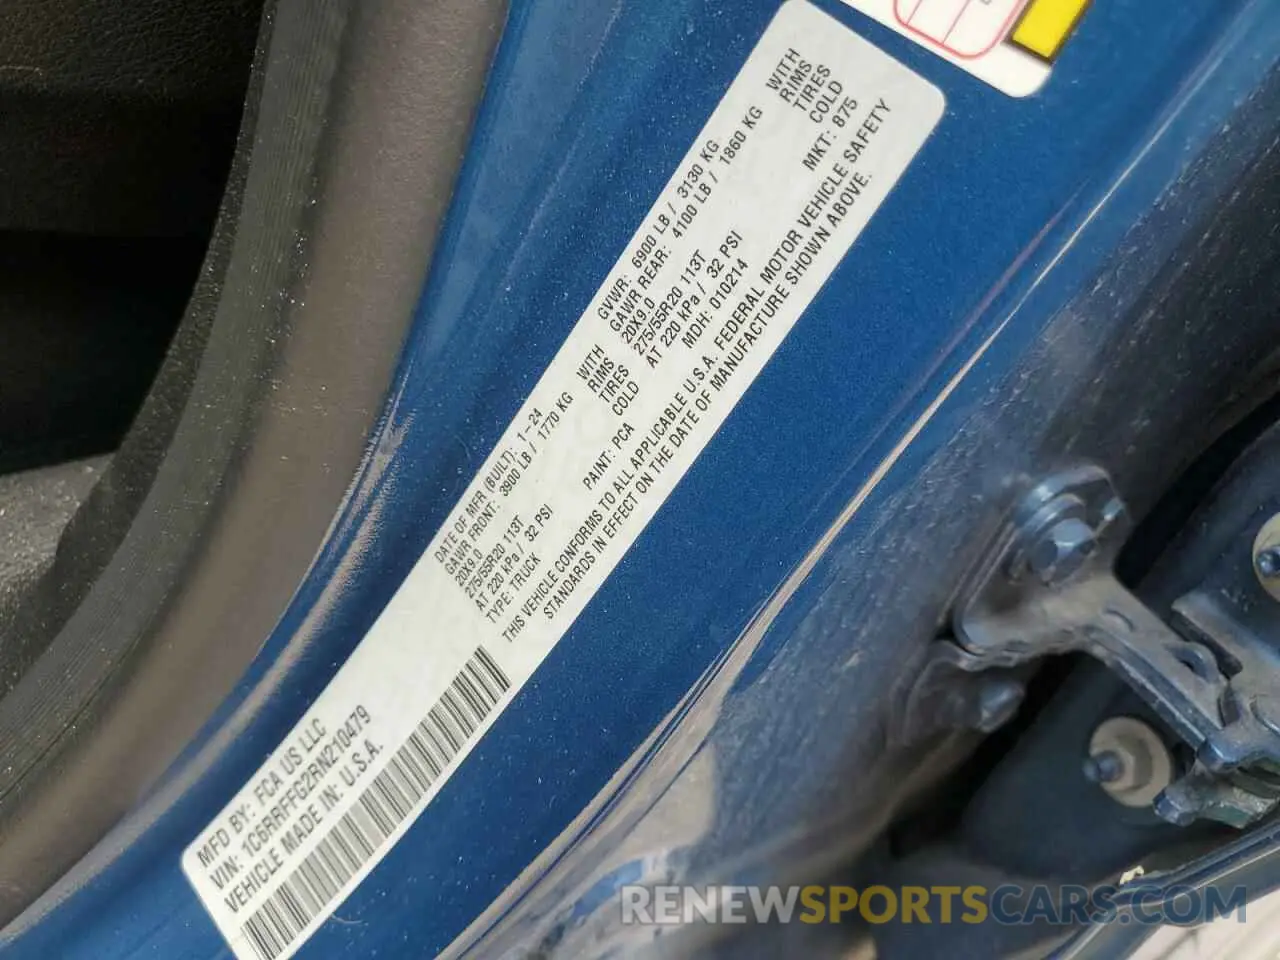 MFD BY: FCA US LLC
VIN: 1C6RRFFG2RN210479
VEHICLE MADE IN: U.S.A.
DATE OF MFR (BUILT): 1-24
GAWR FRONT: 3900 LB / 1770 KG
WITH
20X9.0
RIMS
275/55R20 113T
TIRES
AT 220 kPa / 32 PSI
COLD
TYPE: TRUCK
PAINT: PCA
GVWR: 6900 LB / 3130 KG
GAWR REAR: 4100 LB / 1860 KG
WITH
20X9.0
RIMS
275/55R20 113T
TIRES
AT 220 kPa / 32 PSI
COLD
MDH: 010214
MKT: 875
THIS VEHICLE CONFORMS TO ALL APPLICABLE U.S.A. FEDERAL MOTOR VEHICLE SAFETY
STANDARDS IN EFFECT ON THE DATE OF MANUFACTURE SHOWN ABOVE.
RENEWSPORTSCARS.COM